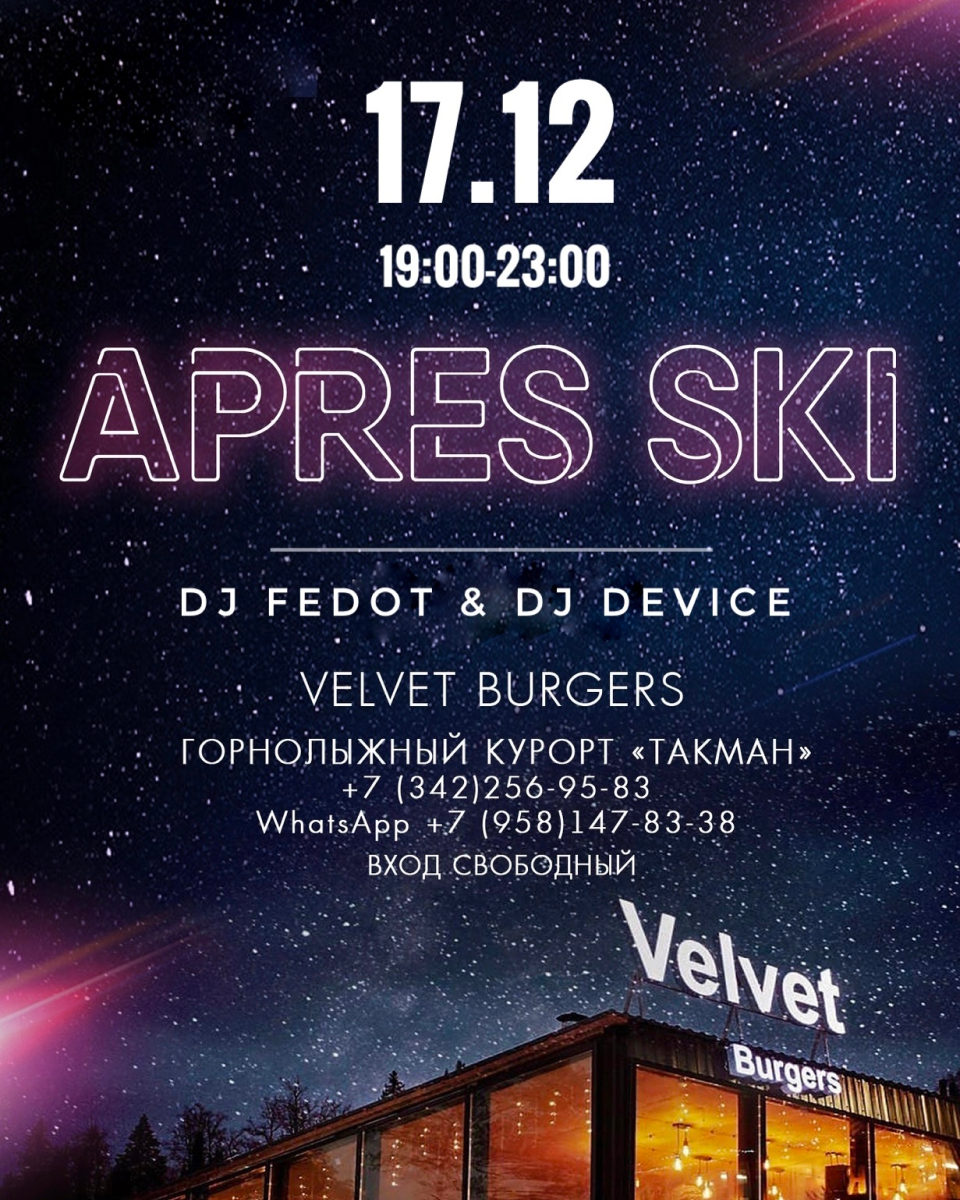 17.12
19:00-23:00
APRES SKI
DJ FEDOT & DJ DEVICE
VELVET BURGERS
ГОРНОЛЫЖНЫЙ КУРОРТ «ТАКМАН»
+7 (342)256-95-83
WhatsApp +7 (958)147-83-38
ВХОД СВОБОДНЫЙ
Velvet
Burgers